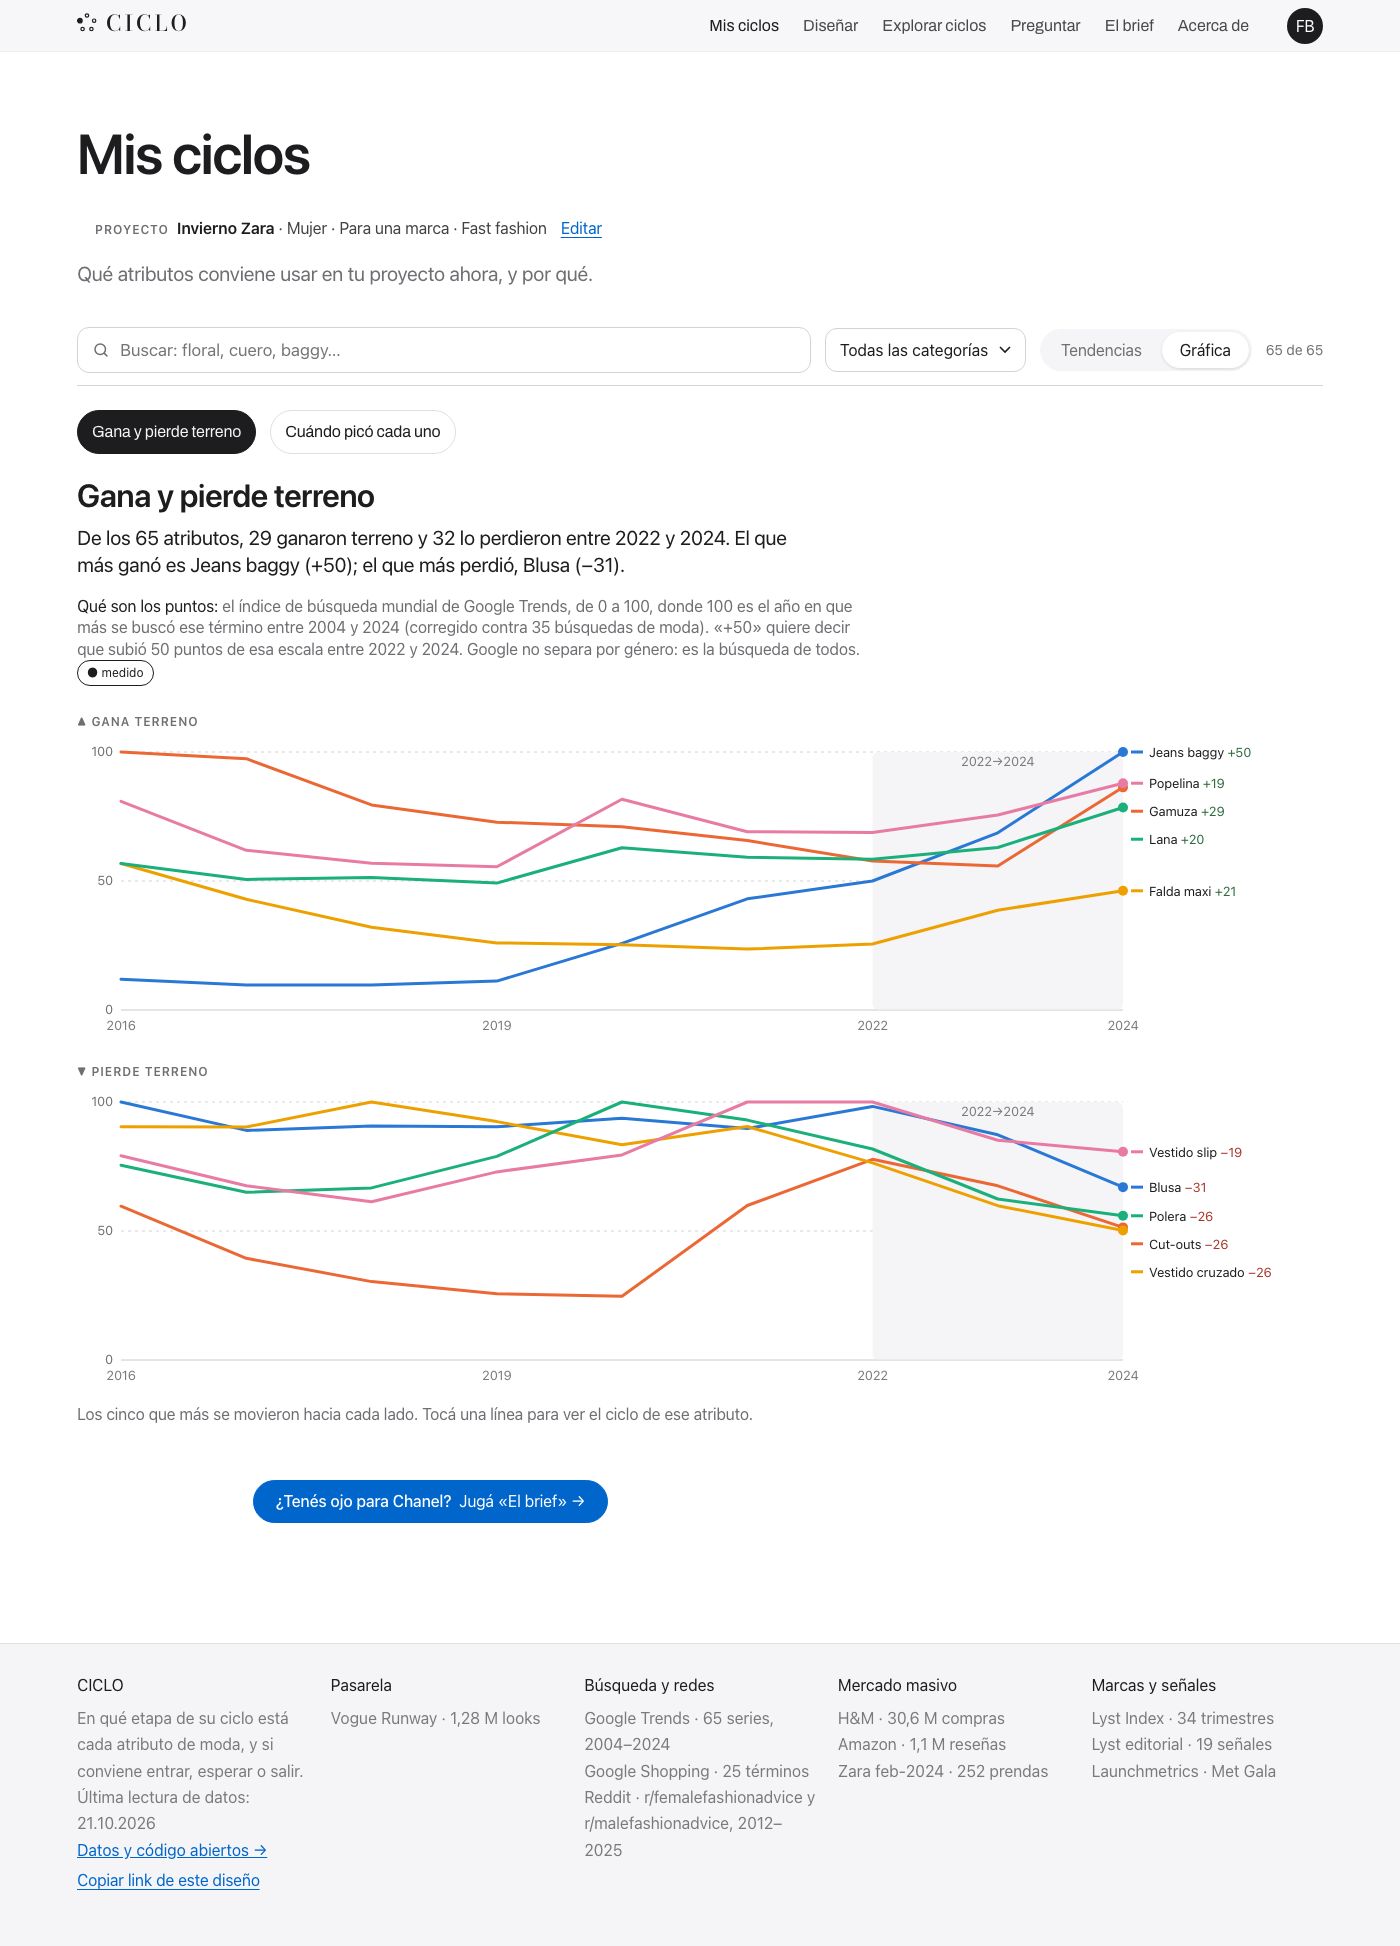 CICLO
Mis ciclos
Diseñar
Explorar ciclos
Preguntar
El brief
Acerca de
FB
Mis ciclos
PROYECTO Invierno Zara · Mujer · Para una marca · Fast fashion Editar
Qué atributos conviene usar en tu proyecto ahora, y por qué.
Buscar: floral, cuero, baggy...
Todas las categorías
Tendencias
Gráfica
65 de 65
Gana y pierde terreno
Cuándo picó cada uno
Gana y pierde terreno
De los 65 atributos, 29 ganaron terreno y 32 lo perdieron entre 2022 y 2024. El que
más ganó es Jeans baggy (+50); el que más perdió, Blusa (−31).
Qué son los puntos: el índice de búsqueda mundial de Google Trends, de 0 a 100, donde 100 es el año en que
más se buscó ese término entre 2004 y 2024 (corregido contra 35 búsquedas de moda). «+50» quiere decir
que subió 50 puntos de esa escala entre 2022 y 2024. Google no separa por género: es la búsqueda de todos.
● medido
▲ GANA TERRENO
100
50
0
2016
2019
2022
2024
2022→2024
Jeans baggy +50
Popelina +19
Gamuza +29
Lana +20
Falda maxi +21
▼ PIERDE TERRENO
100
50
0
2016
2019
2022
2024
2022→2024
Vestido slip −19
Blusa −31
Polera −26
Cut-outs −26
Vestido cruzado −26
Los cinco que más se movieron hacia cada lado. Tocá una línea para ver el ciclo de ese atributo.
¿Tenés ojo para Chanel? Jugá «El brief» →
CICLO
En qué etapa de su ciclo está
cada atributo de moda, y si
conviene entrar, esperar o salir.
Última lectura de datos:
21.10.2026
Datos y código abiertos →
Copiar link de este diseño
Pasarela
Vogue Runway · 1,28 M looks
Búsqueda y redes
Google Trends · 65 series,
2004–2024
Google Shopping · 25 términos
Reddit · r/femalefashionadvice y
r/malefashionadvice, 2012–
2025
Mercado masivo
H&M · 30,6 M compras
Amazon · 1,1 M reseñas
Zara feb-2024 · 252 prendas
Marcas y señales
Lyst Index · 34 trimestres
Lyst editorial · 19 señales
Launchmetrics · Met Gala